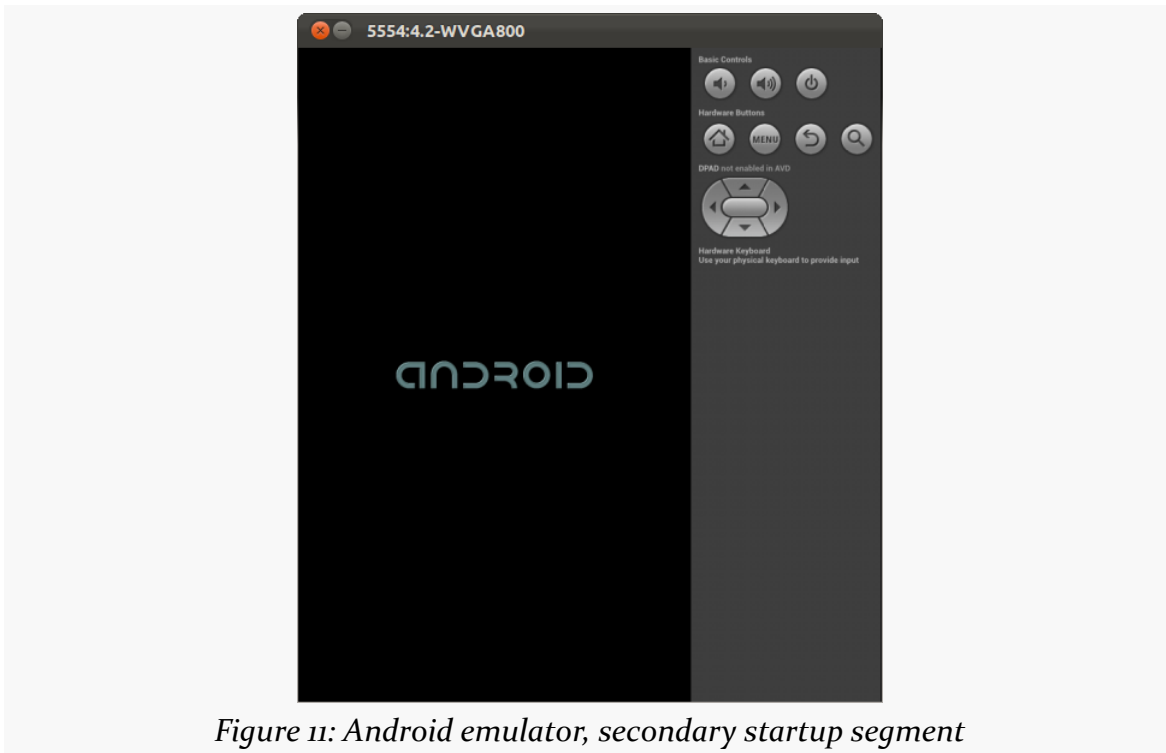 5554:4.2-WVGA800
Basic Controls
Hardware Buttons
MENU
DPAD not enabled in AVD
Hardware Keyboard
Use your physical keyboard to provide input
ANDROID
Figure 11: Android emulator, secondary startup segment